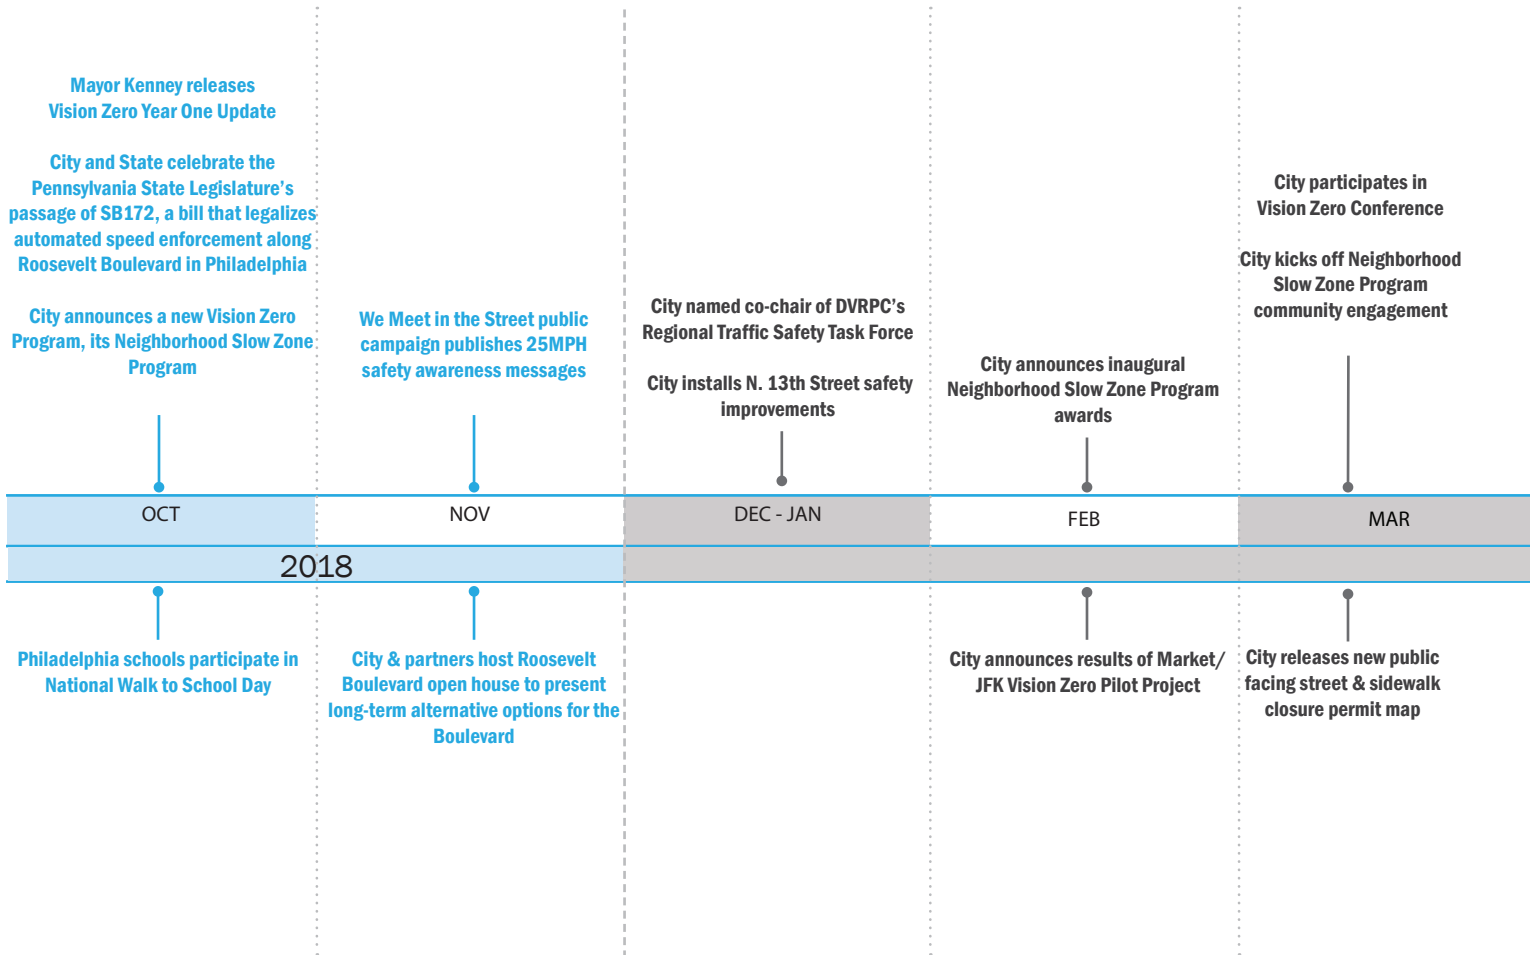 Mayor Kenney releases
Vision Zero Year One Update
City and State celebrate the
Pennsylvania State Legislature's
passage of SB172, a bill that legalizes
automated speed enforcement along
Roosevelt Boulevard in Philadelphia
City announces a new Vision Zero
Program, its Neighborhood Slow Zone
Program
We Meet in the Street public
campaign publishes 25MPH
safety awareness messages
City named co-chair of DVRPC's
Regional Traffic Safety Task Force
City installs N. 13th Street safety
improvements
City announces inaugural
Neighborhood Slow Zone Program
awards
City participates in
Vision Zero Conference
City kicks off Neighborhood
Slow Zone Program
community engagement
OCT
NOV
DEC - JAN
FEB
MAR
2018
Philadelphia schools participate in
National Walk to School Day
City & partners host Roosevelt
Boulevard open house to present
long-term alternative options for the
Boulevard
City announces results of Market/
JFK Vision Zero Pilot Project
City releases new public
facing street & sidewalk
closure permit map